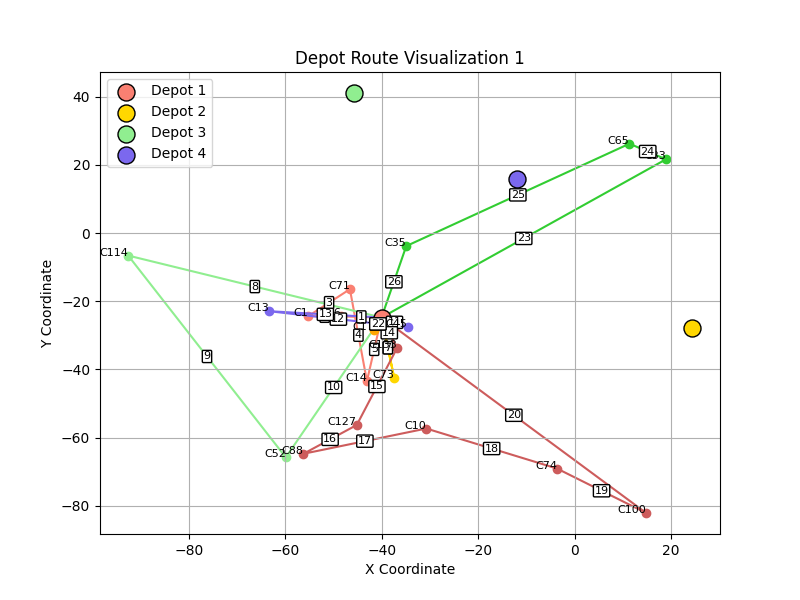 Depot Route Visualization 1
Depot 1
Depot 2
Depot 3
Depot 4
Y Coordinate
40
20
0
−20
−40
−60
−80
−80
−60
−40
−20
0
20
X Coordinate
C65
24
25
23
C35
26
C114
8
C71
3
C13
C1
13
12
1
22
4
14
9
C14
C73
15
10
C127
16
17
C10
C52
C88
18
20
C74
19
C100